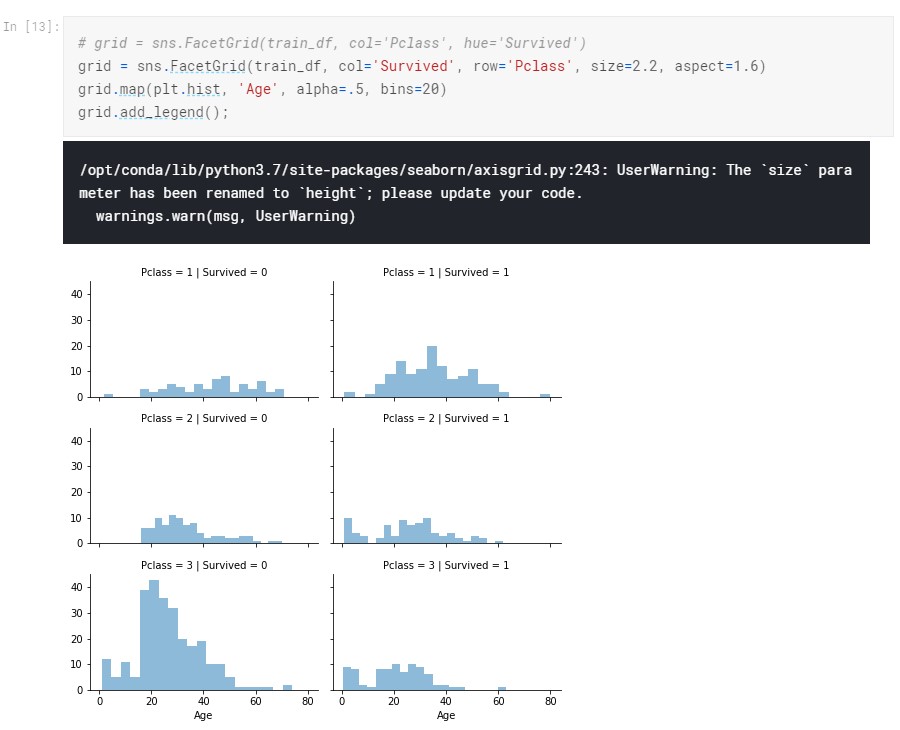 In [13]:
# grid = sns.FacetGrid(train_df, col='Pclass', hue='Survived')
grid = sns.FacetGrid(train_df, col='Survived', row='Pclass', size=2.2, aspect=1.6)
grid.map(plt.hist, 'Age', alpha=.5, bins=20)
grid.add_legend();
/opt/conda/lib/python3.7/site-packages/seaborn/axisgrid.py:243: UserWarning: The `size` para
meter has been renamed to `height`; please update your code.
  warnings.warn(msg, UserWarning)
Pclass = 1 | Survived = 0
Pclass = 1 | Survived = 1
40
30
20
10
0
Pclass = 2 | Survived = 0
Pclass = 2 | Survived = 1
40
30
20
10
0
Pclass = 3 | Survived = 0
Pclass = 3 | Survived = 1
40
30
20
10
0
0 20 40 60 80
0 20 40 60 80
Age
Age